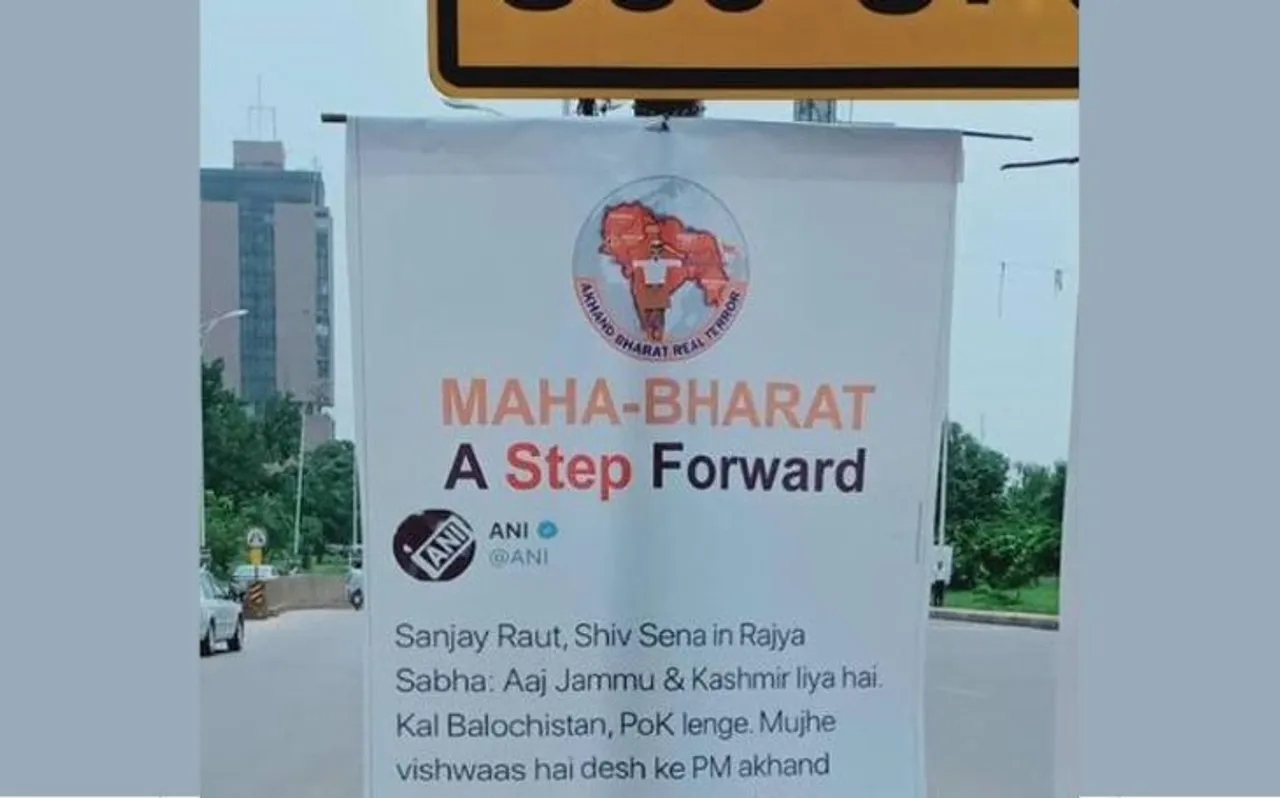 AKHAND BHARAT REAL TERROR
MAHA-BHARAT
A Step Forward
ANI
ANI
@ANI
Sanjay Raut, Shiv Sena in Rajya
Sabha: Aaj Jammu & Kashmir liya hai.
Kal Balochistan, PoK lenge. Mujhe
vishwaas hai desh ke PM akhand